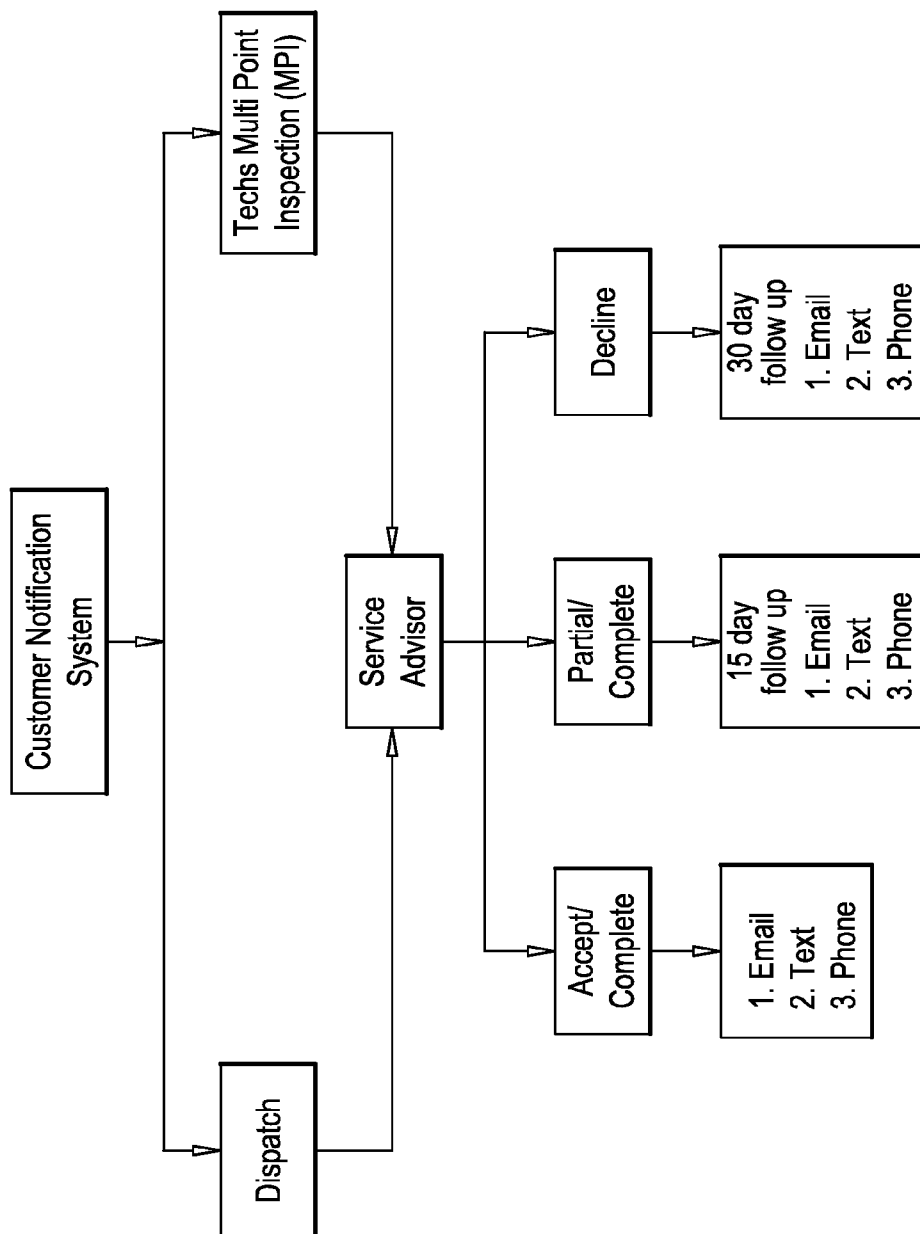 Customer Notification
System
Dispatch
Techs Multi Point
Inspection (MPI)
Service
Advisor
Accept/
Complete
Partial/
Complete
Decline
1. Email
2. Text
3. Phone
15 day
follow up
1. Email
2. Text
3. Phone
30 day
follow up
1. Email
2. Text
3. Phone